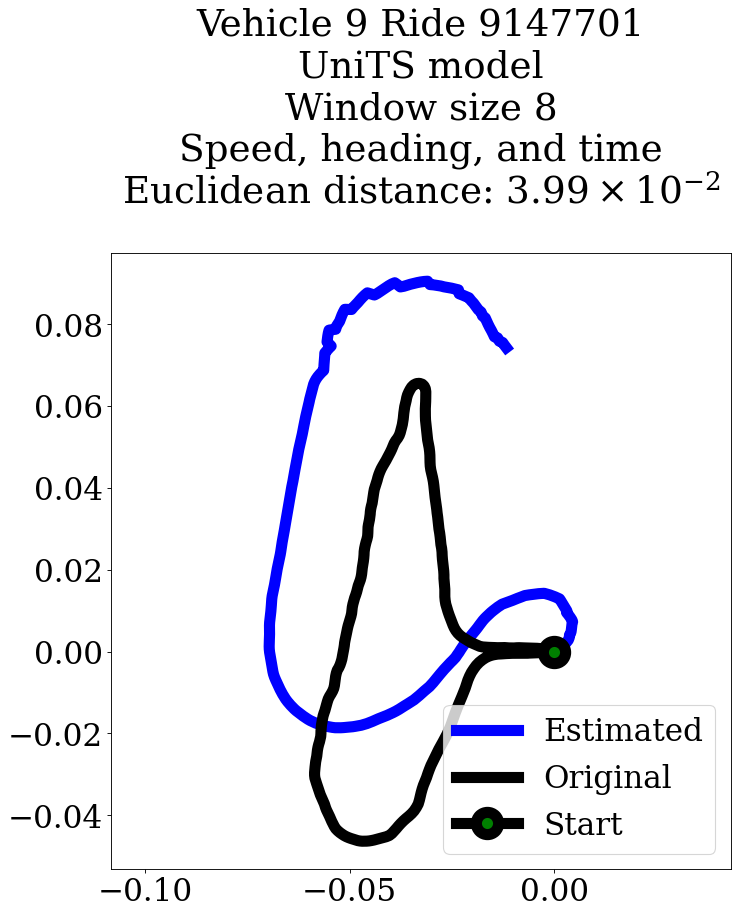 Vehicle 9 Ride 9147701
UniTS model
Window size 8
Speed, heading, and time
Euclidean distance: 3.99 × 10⁻²
0.08
0.06
0.04
0.02
0.00
−0.02
−0.04
Estimated
Original
Start
−0.10
−0.05
0.00